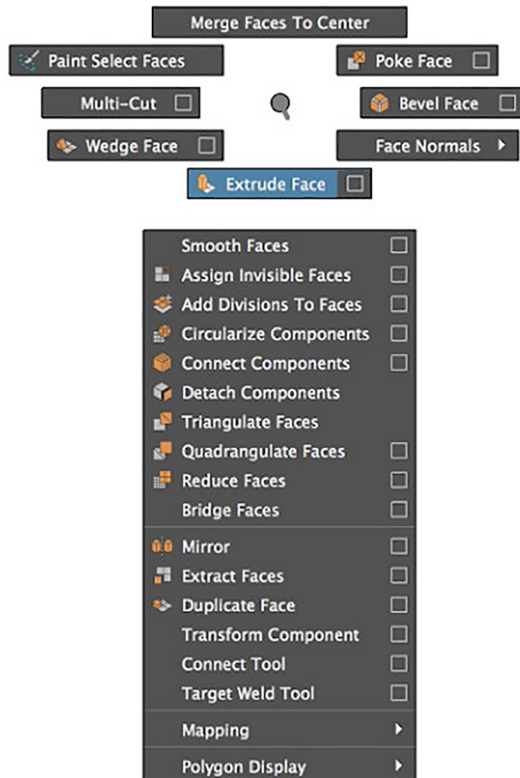 Merge Faces To Center
Paint Select Faces
Poke Face
Multi-Cut
Bevel Face
Wedge Face
Face Normals
Extrude Face
Smooth Faces
Assign Invisible Faces
Add Divisions To Faces
Circularize Components
Connect Components
Detach Components
Triangulate Faces
Quadrangulate Faces
Reduce Faces
Bridge Faces
Mirror
Extract Faces
Duplicate Face
Transform Component
Connect Tool
Target Weld Tool
Mapping
Polygon Display